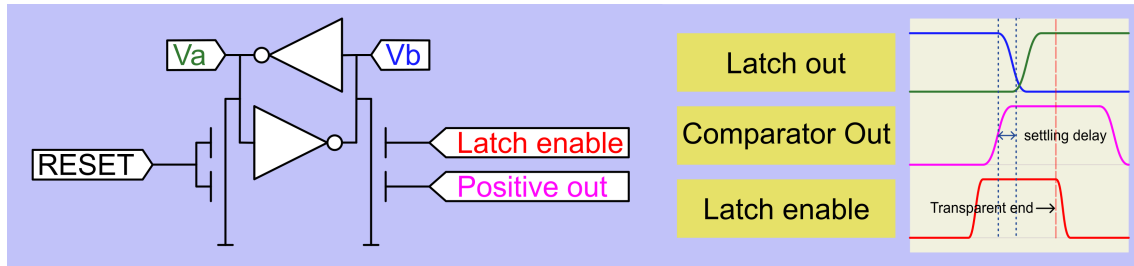 Va
Vb
RESET
Latch enable
Positive out
Latch out
Comparator Out
Latch enable
settling delay
Transparent end